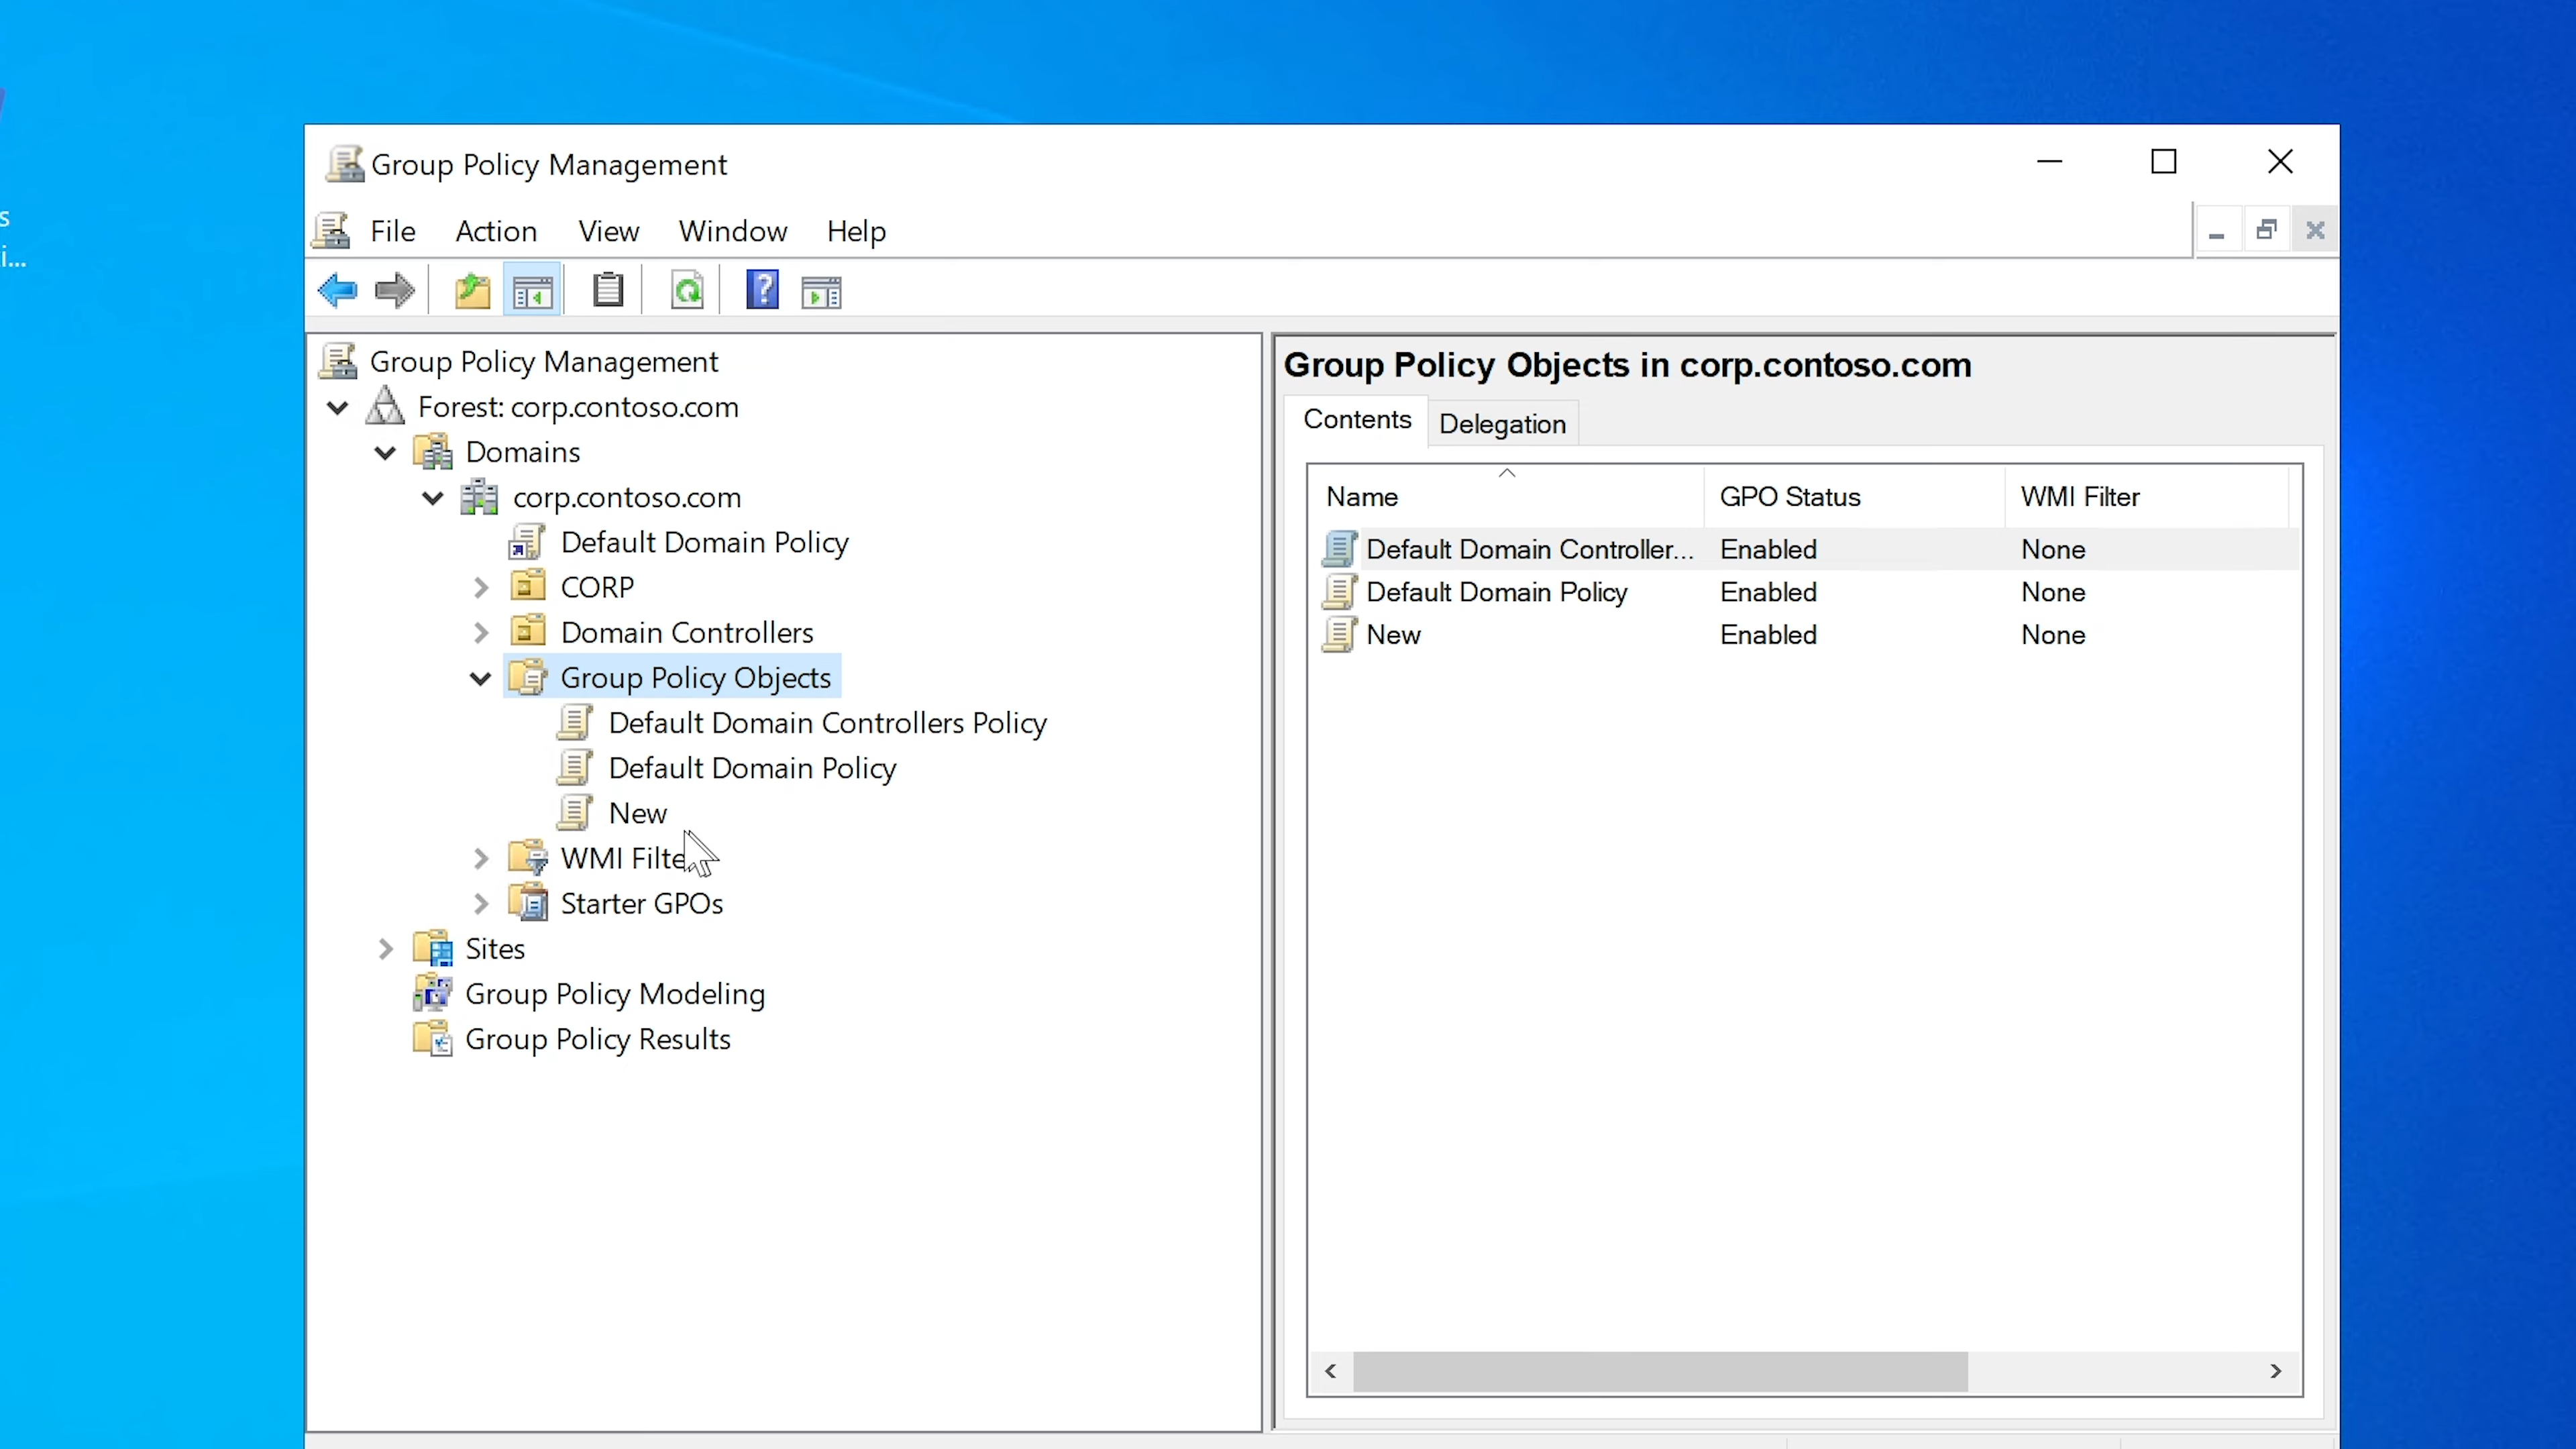 s
i...
Group Policy Management
File Action View Window Help
Group Policy Management
Forest: corp.contoso.com
Domains
corp.contoso.com
Default Domain Policy
CORP
Domain Controllers
Group Policy Objects
Default Domain Controllers Policy
Default Domain Policy
New
WMI Filte
Starter GPOs
Sites
Group Policy Modeling
Group Policy Results
Group Policy Objects in corp.contoso.com
Contents Delegation
Name GPO Status WMI Filter
Default Domain Controller... Enabled None
Default Domain Policy Enabled None
New Enabled None